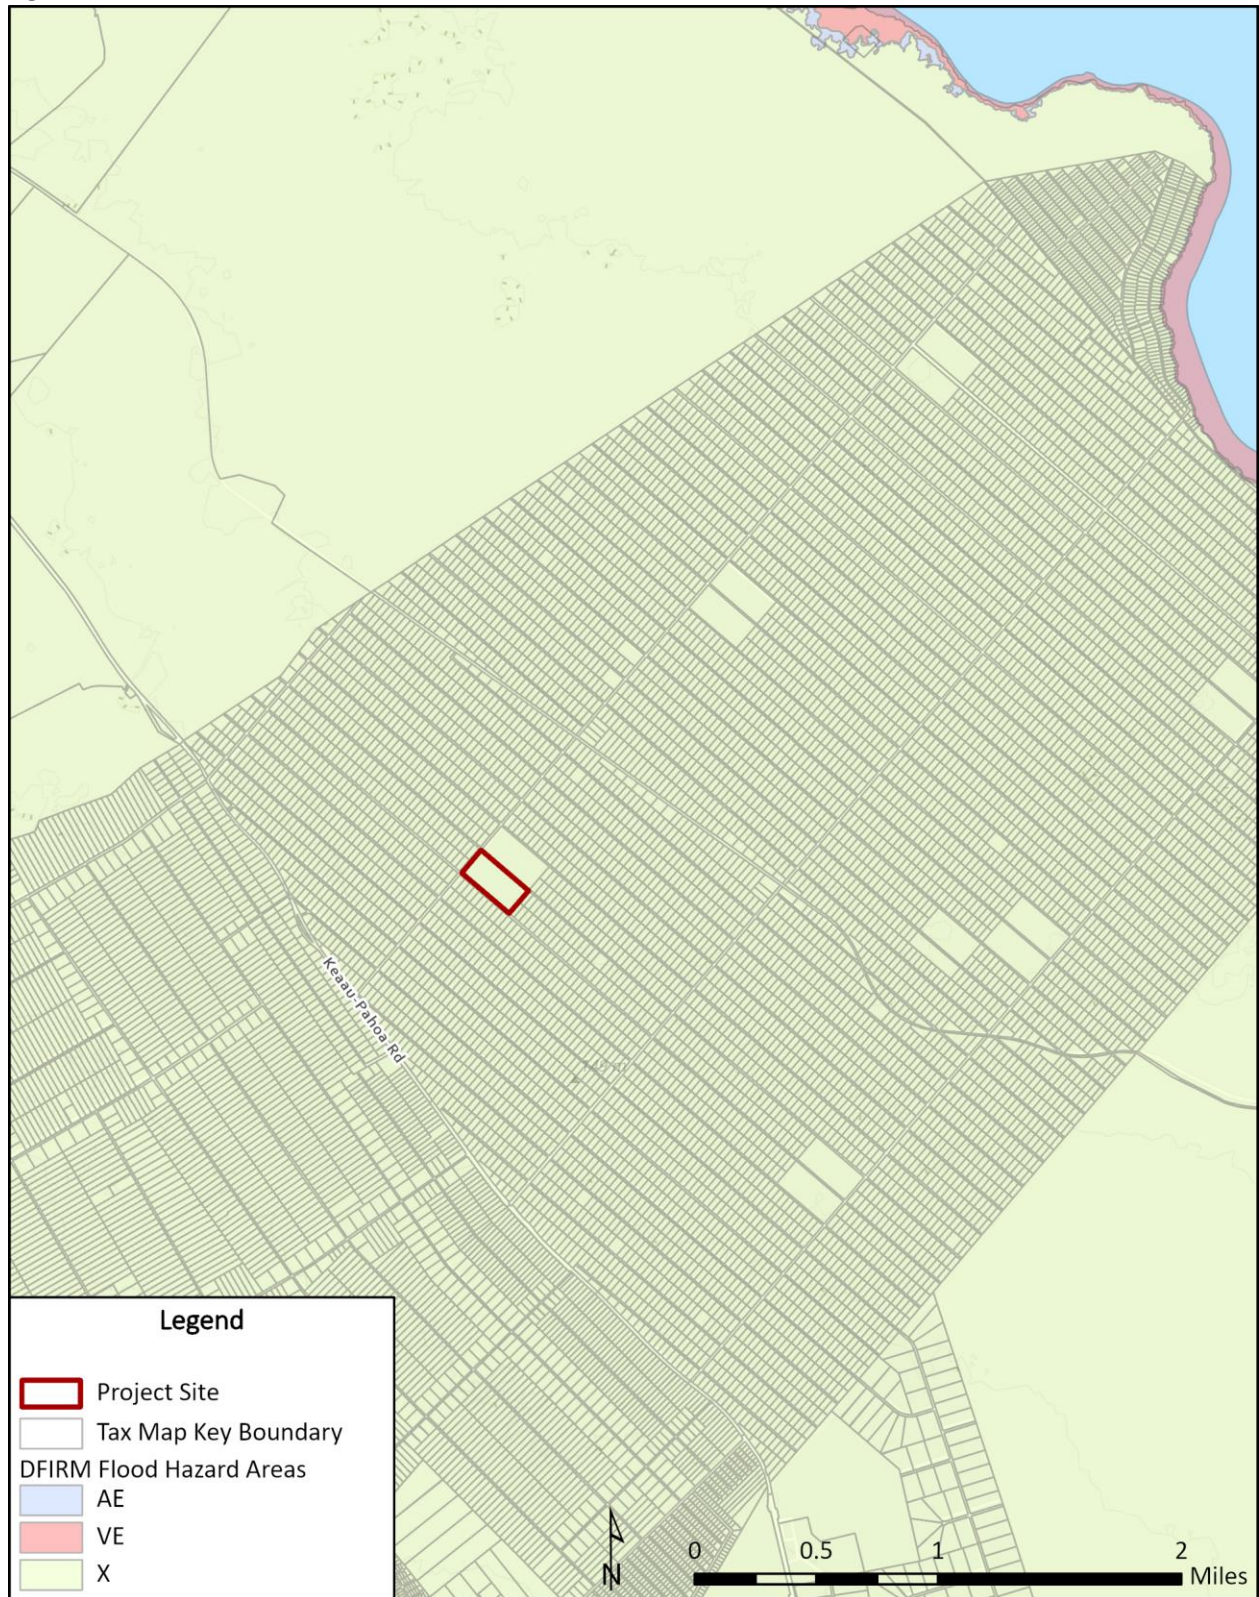 Keaau-Pahoa Rd
Legend
Project Site
Tax Map Key Boundary
DFIRM Flood Hazard Areas
AE
VE
X
N
0 0.5 1 2
Miles